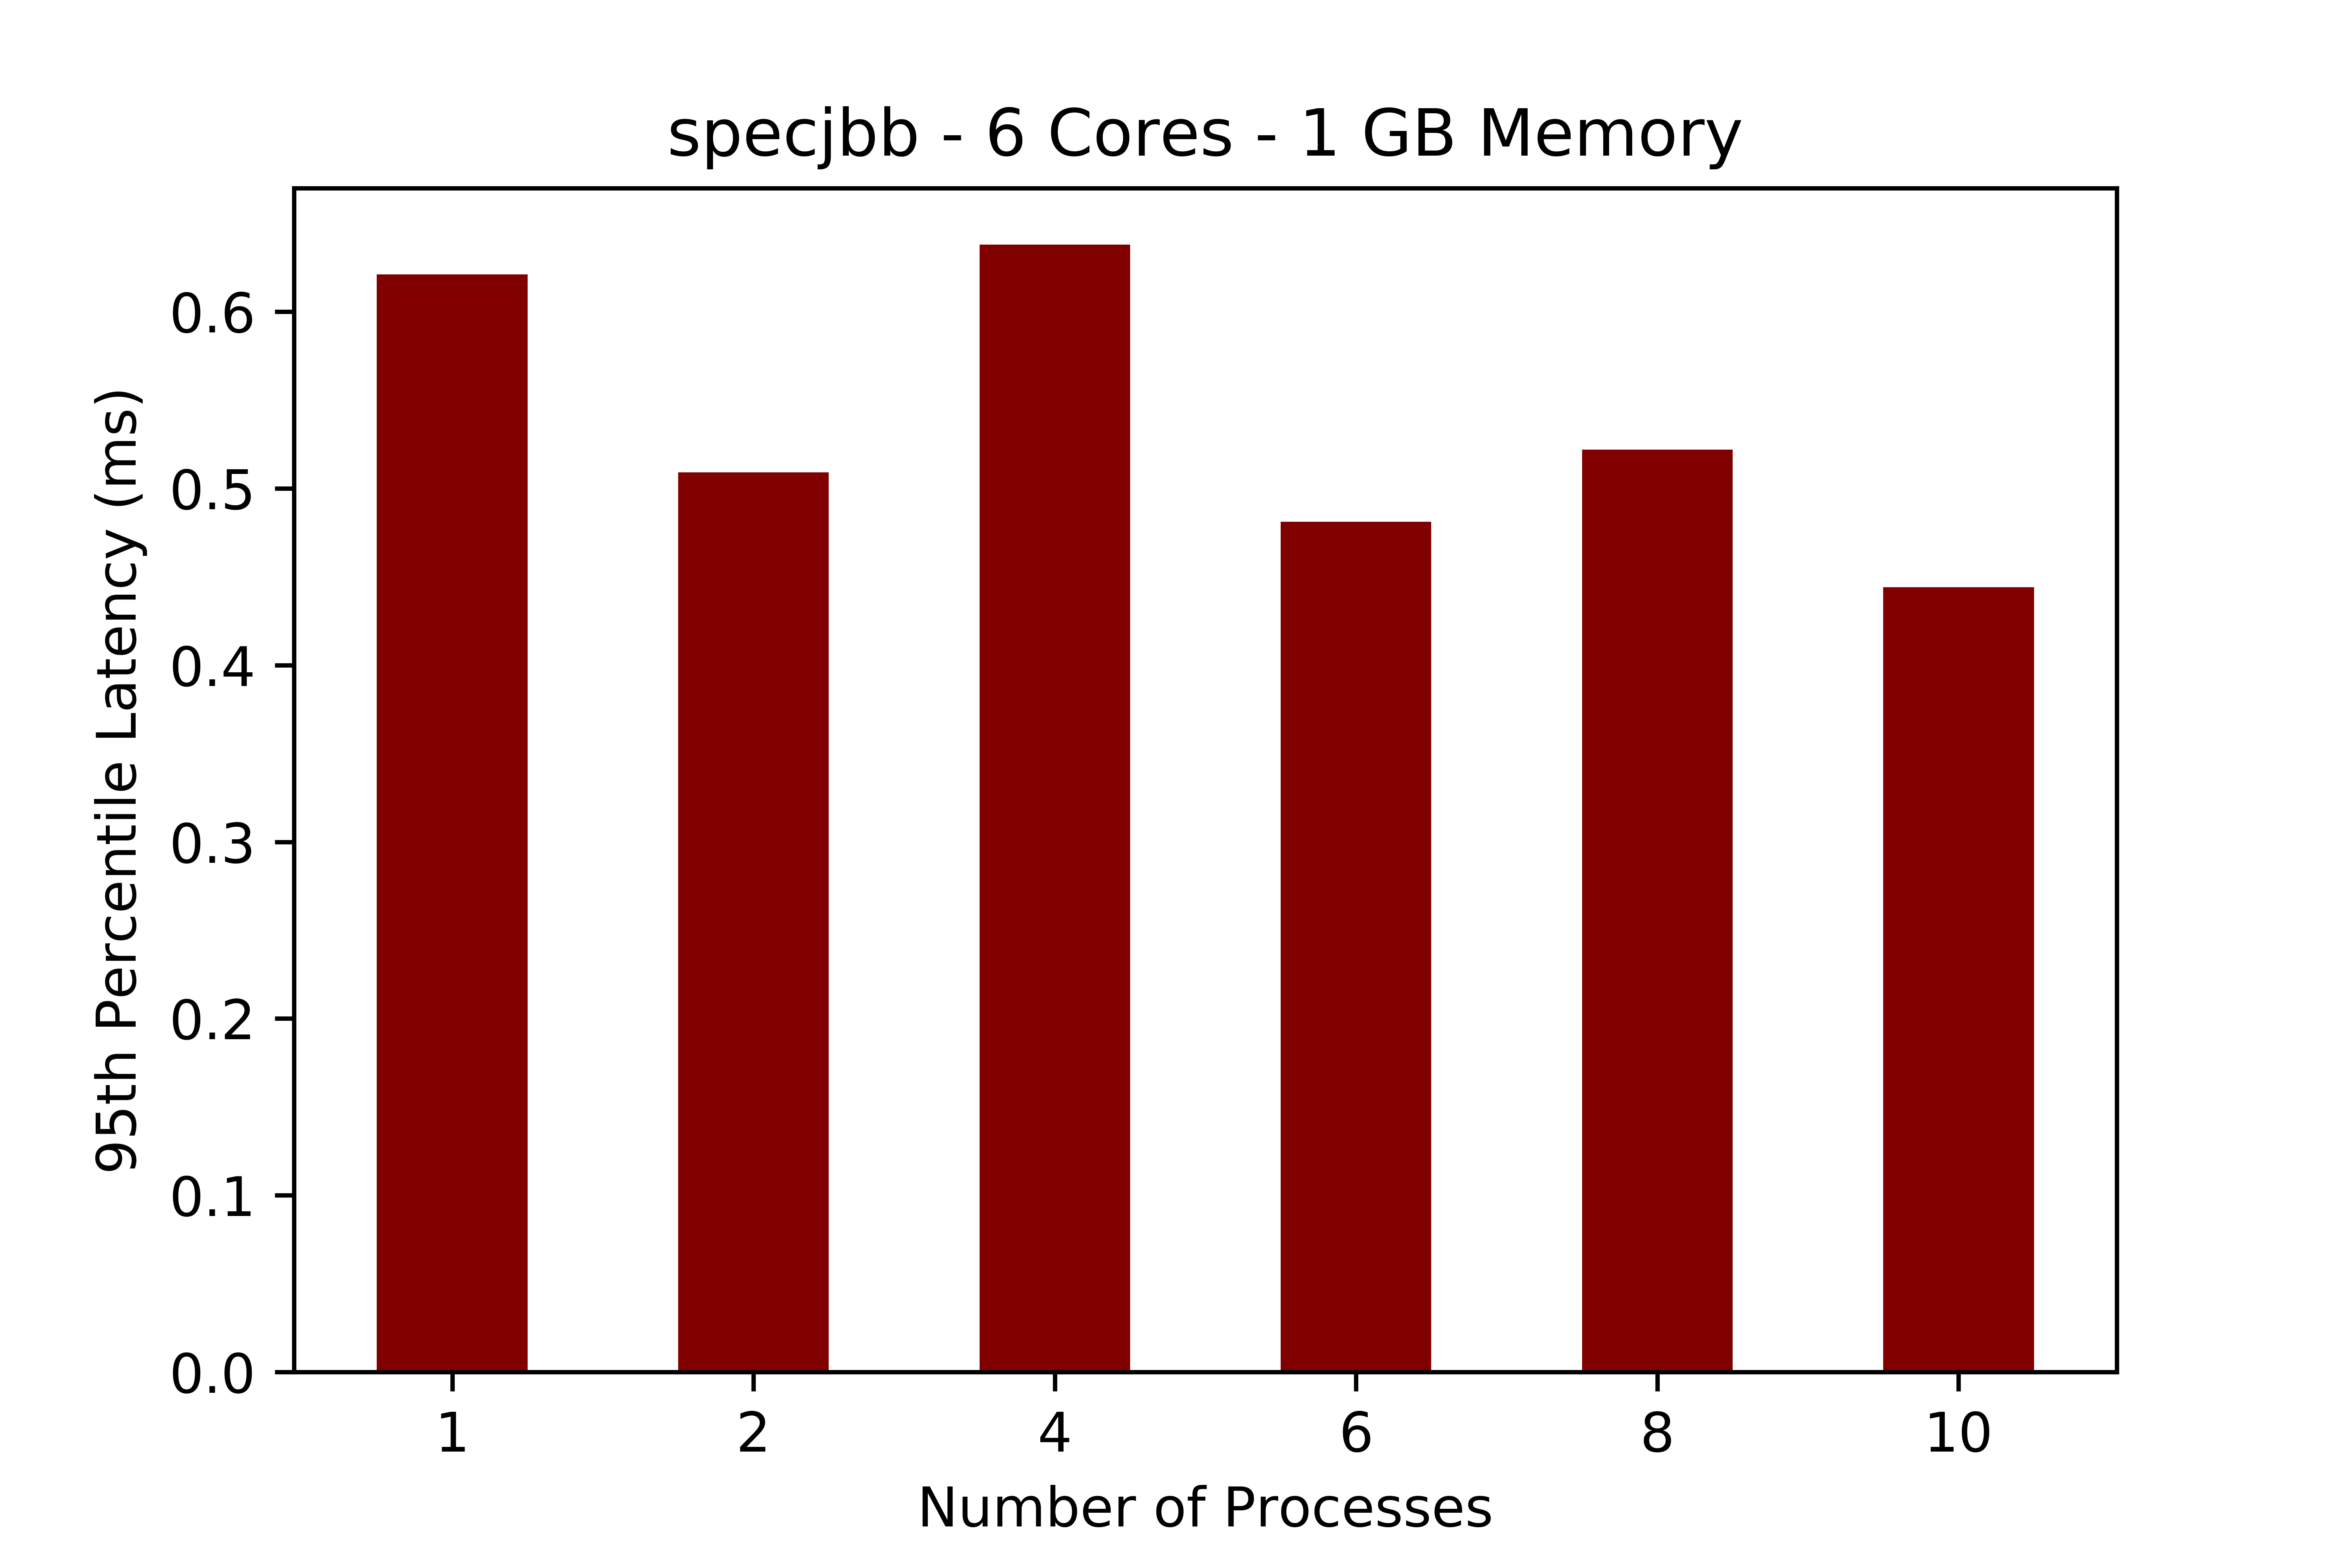 specjbb - 6 Cores - 1 GB Memory
95th Percentile Latency (ms)
0.6
0.5
0.4
0.3
0.2
0.1
0.0
1 2 4 6 8 10
Number of Processes